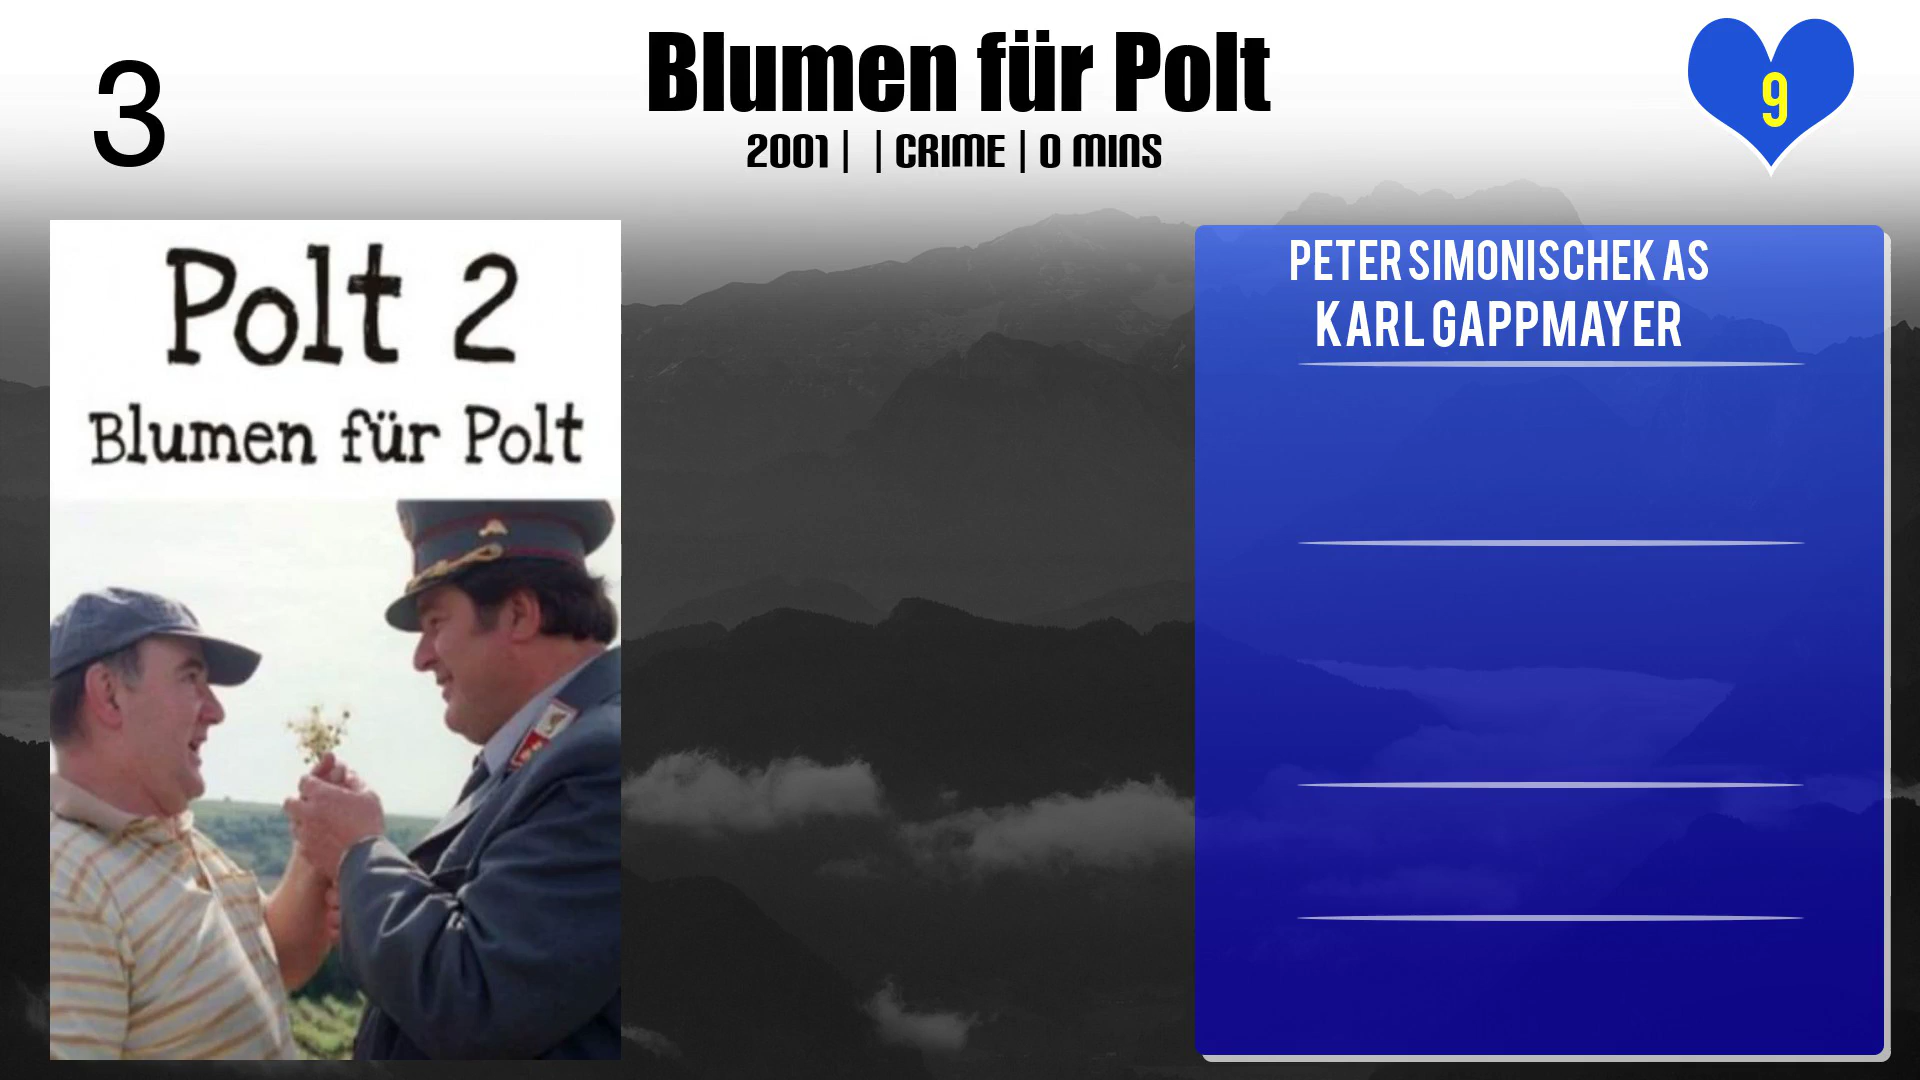 3
Blumen für Polt
2001 | | CRIME | 0 MINS
9
Polt 2
Blumen für Polt
PETER SIMONISCHEK AS
KARL GAPPMAYER